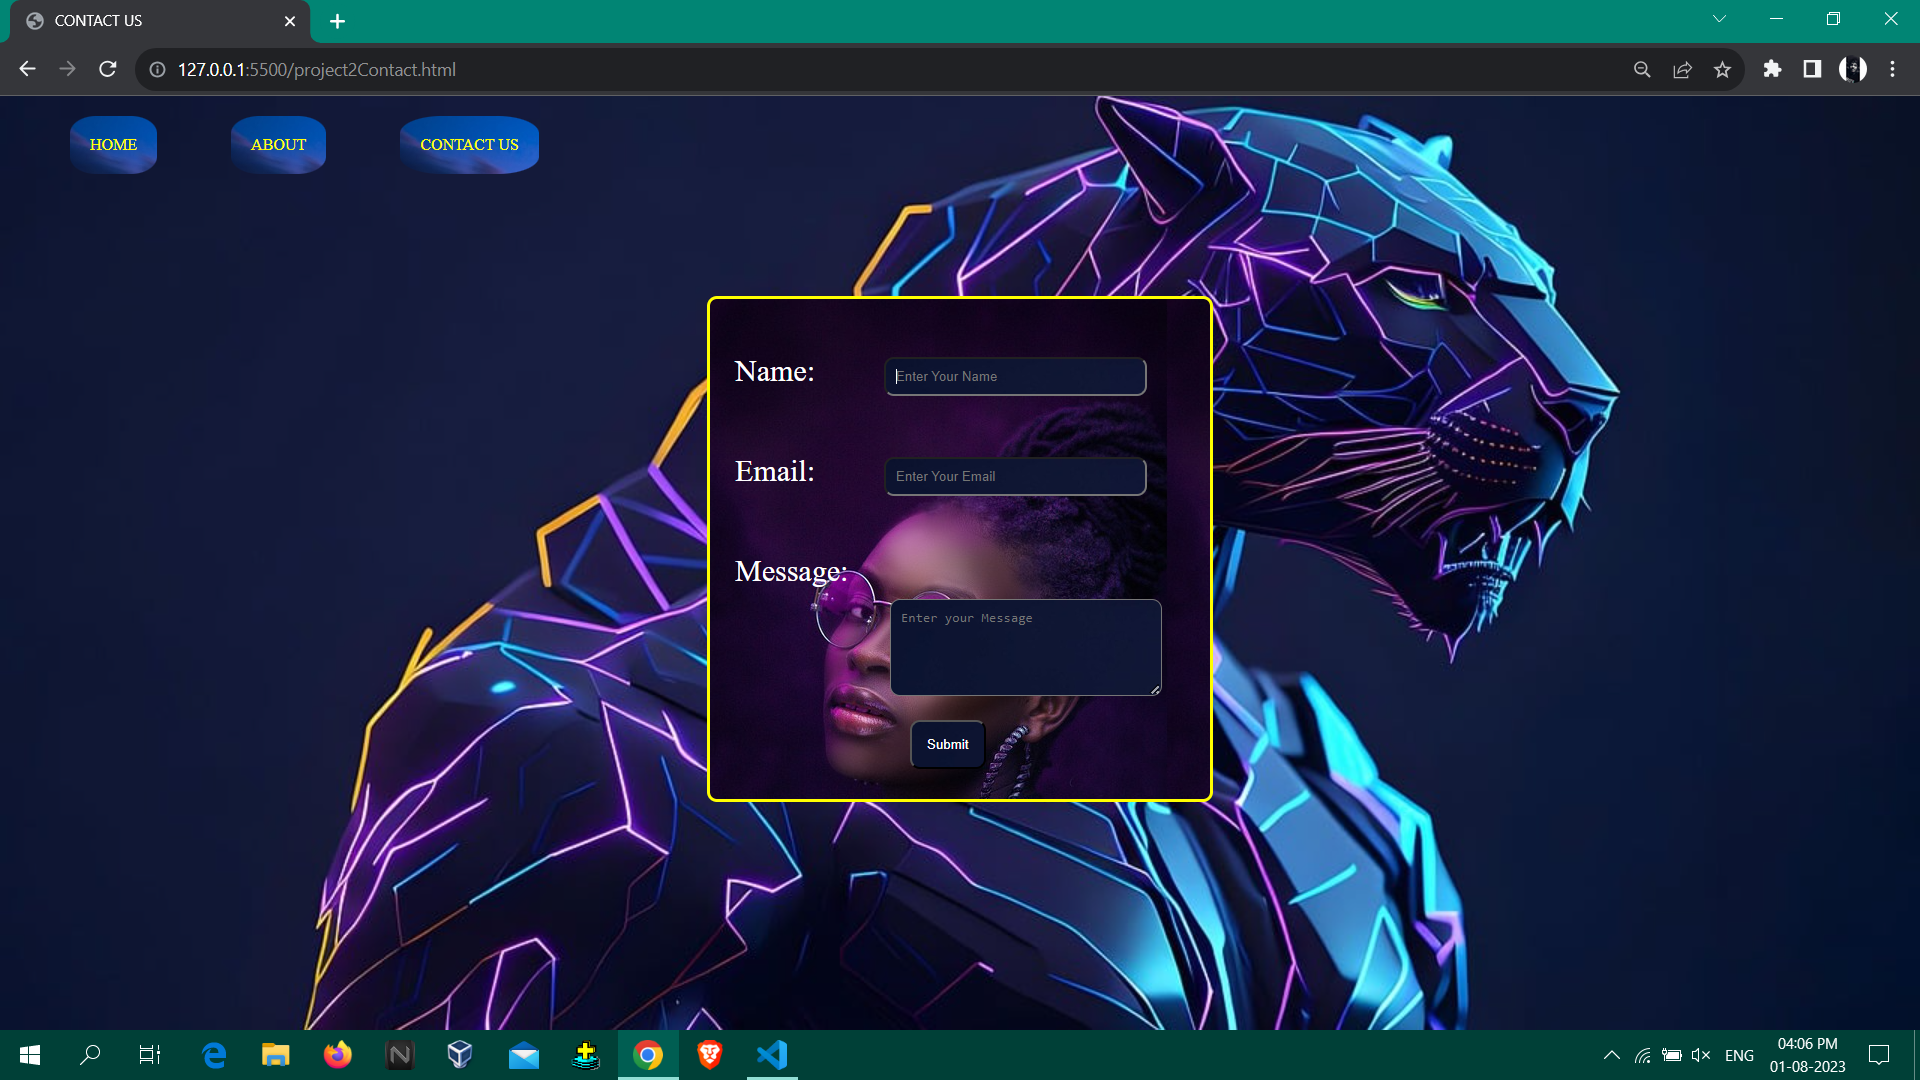 CONTACT US
127.0.0.1:5500/project2Contact.html
HOME
ABOUT
CONTACT US
Name:
Enter Your Name
Email:
Enter Your Email
Message:
Enter your Message
Submit
N
ENG
04:06 PM
01-08-2023